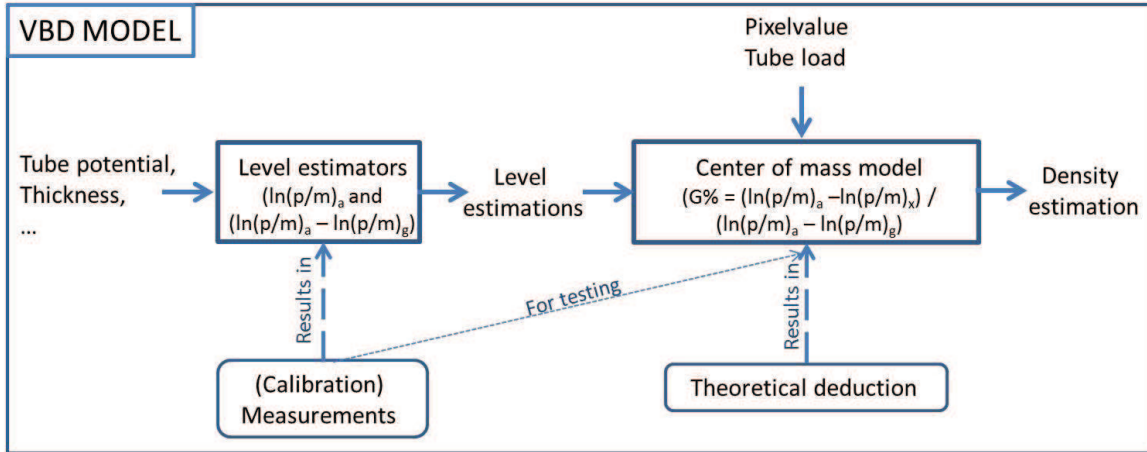 VBD MODEL
Pixelvalue
Tube load
Tube potential,
Thickness,
...
Level estimators
(ln(p/m)a and
(ln(p/m)a – ln(p/m)g)
Level
estimations
Center of mass model
(G% = (ln(p/m)a –ln(p/m)x) /
(ln(p/m)a – ln(p/m)g)
Density
estimation
Results in
For testing
Results in
(Calibration)
Measurements
Theoretical deduction